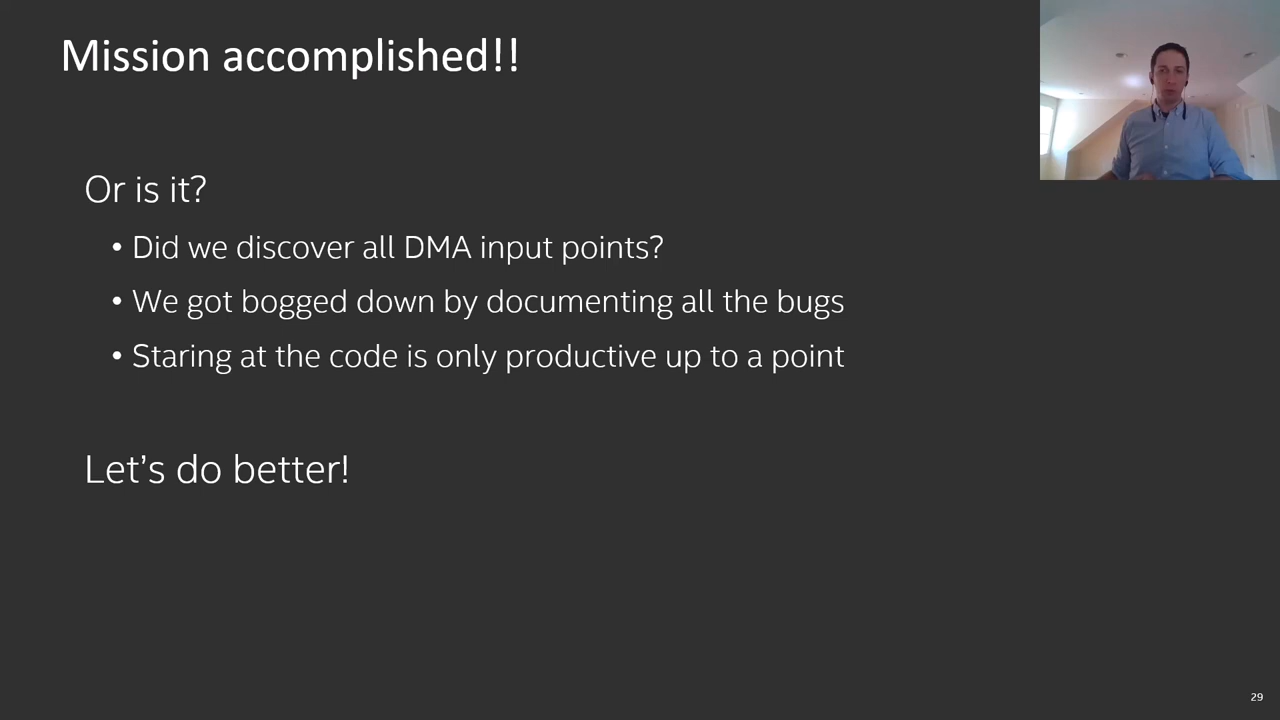 Mission accomplished!!
Or is it?
• Did we discover all DMA input points?
• We got bogged down by documenting all the bugs
• Staring at the code is only productive up to a point
Let's do better!
29